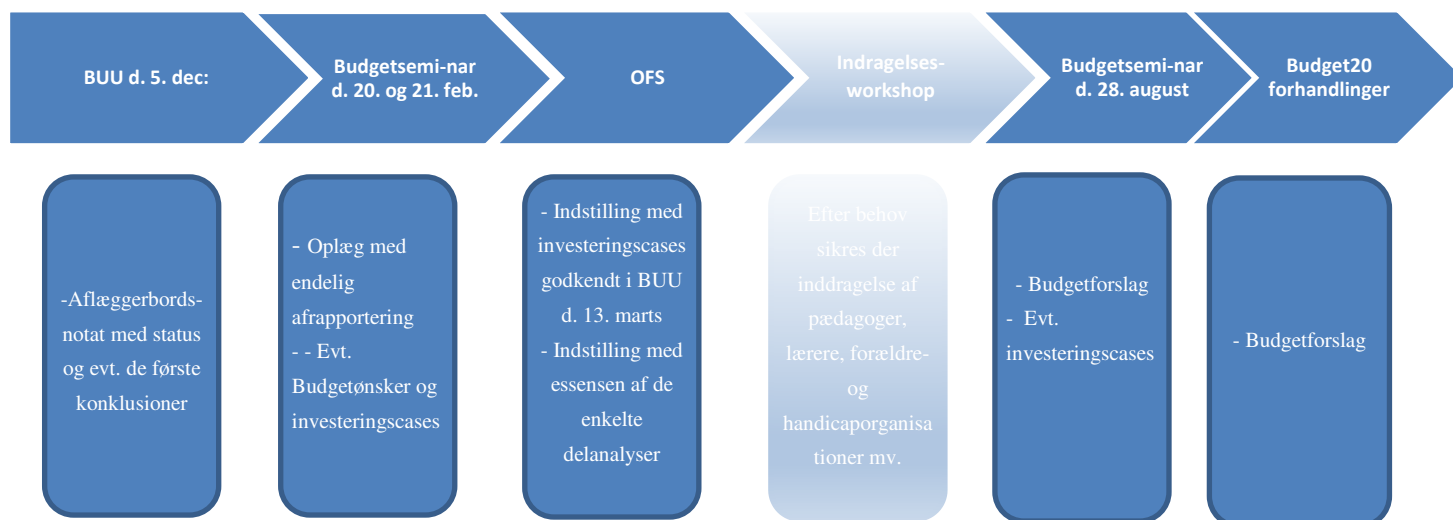 BUU d. 5. dec:
Budgetsemi-nar
d. 20. og 21. feb.
OFS
Indragelses-
workshop
Budgetsemi-nar
d. 28. august
Budget20
forhandlinger
-Aflæggerbords-
notat med status
og evt. de første
konklusioner
- Oplæg med
endelig
afrapportering
- - Evt.
Budgetønsker og
investeringscases
- Indstilling med
investeringscases
godkendt i BUU
d. 13. marts
- Indstilling med
essensen af de
enkelte
delanalyser
Efter behov
sikres der
inddragelse af
pædagoger,
lærere, forældre-
og
handicaporganisa
tioner mv.
- Budgetforslag
- Evt.
investeringscases
- Budgetforslag